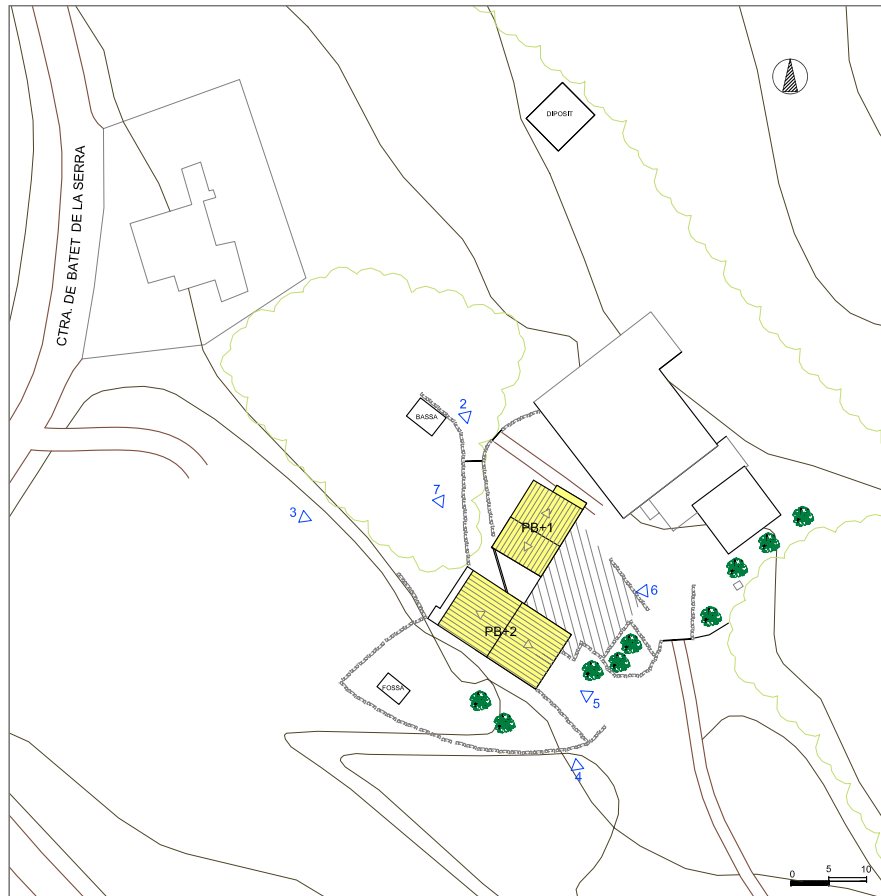 DIPOSIT
CTRA. DE BATET DE LA SERRA
2
BASSA
7
3
PB+1
6
PB+2
FOSSA
5
4
0 5 10